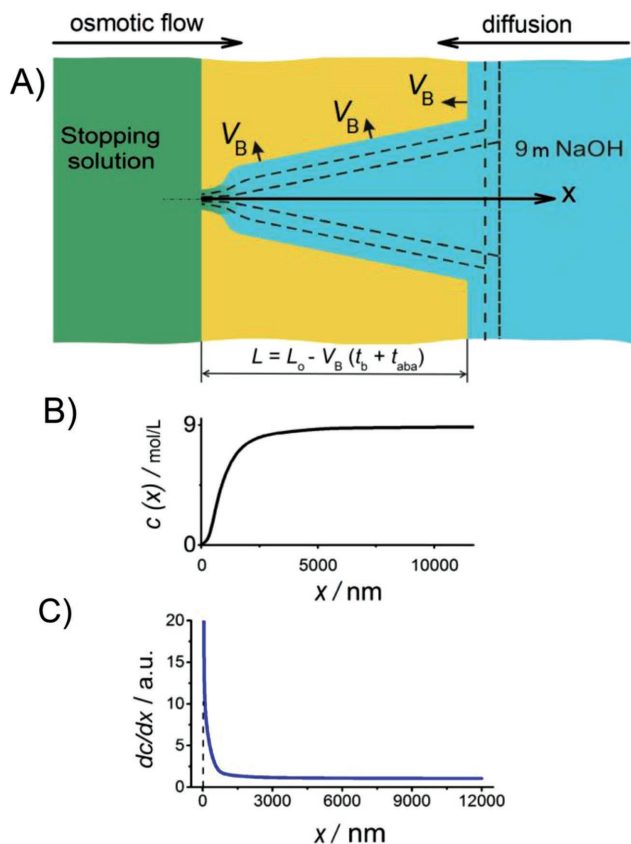 osmotic flow diffusion
A)
V_B V_B V_B
Stopping
solution
9 m NaOH
x
L = L_o - V_B (t_b + t_aba)
B)
9
c (x) / mol/L
0
0 5000 10000
x / nm
C)
20
15
10
5
0
dc/dx / a.u.
0 3000 6000 9000 12000
x / nm